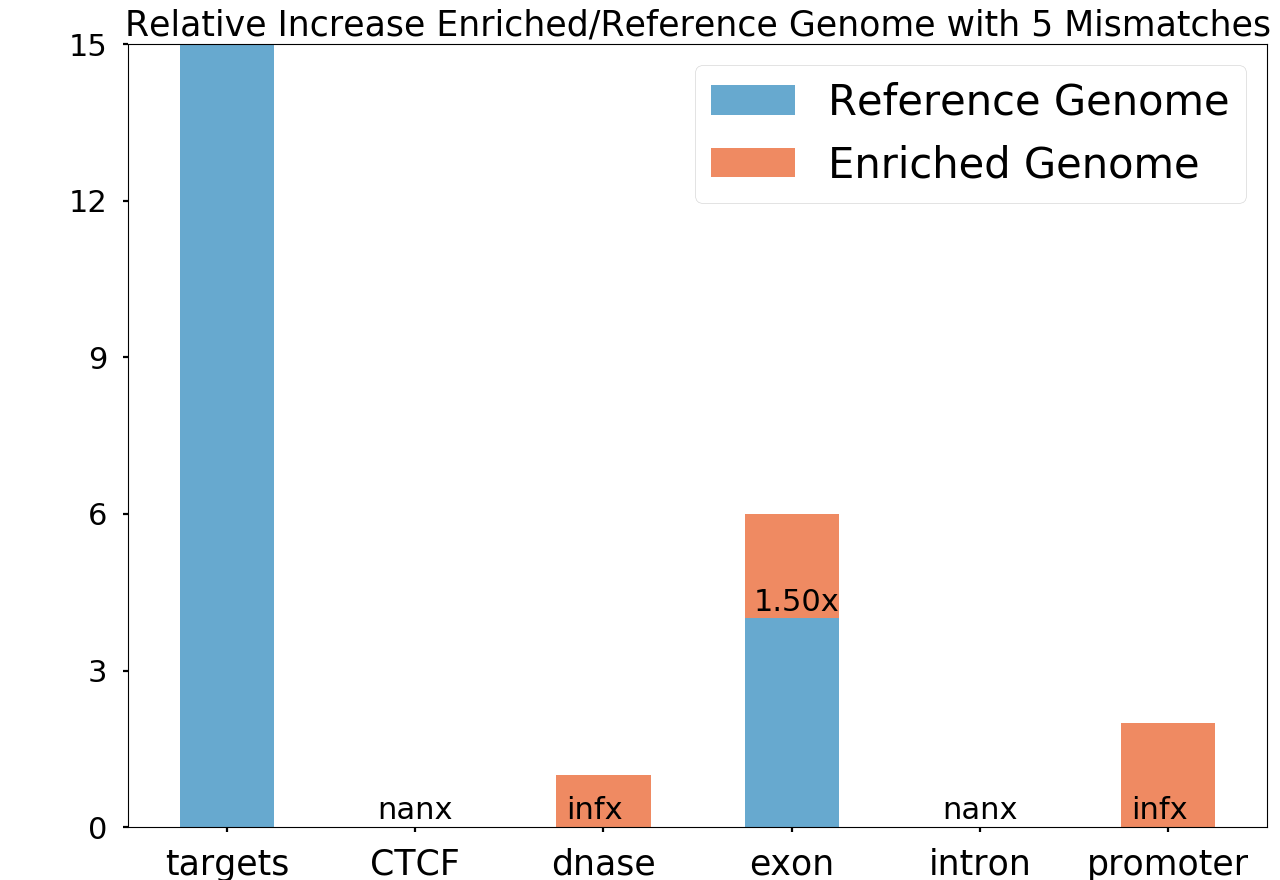 Relative Increase Enriched/Reference Genome with 5 Mismatches
15
Reference Genome
Enriched Genome
12
9
6
1.50x
3
nanx
infx
nanx
infx
0
targets
CTCF
dnase
exon
intron
promoter